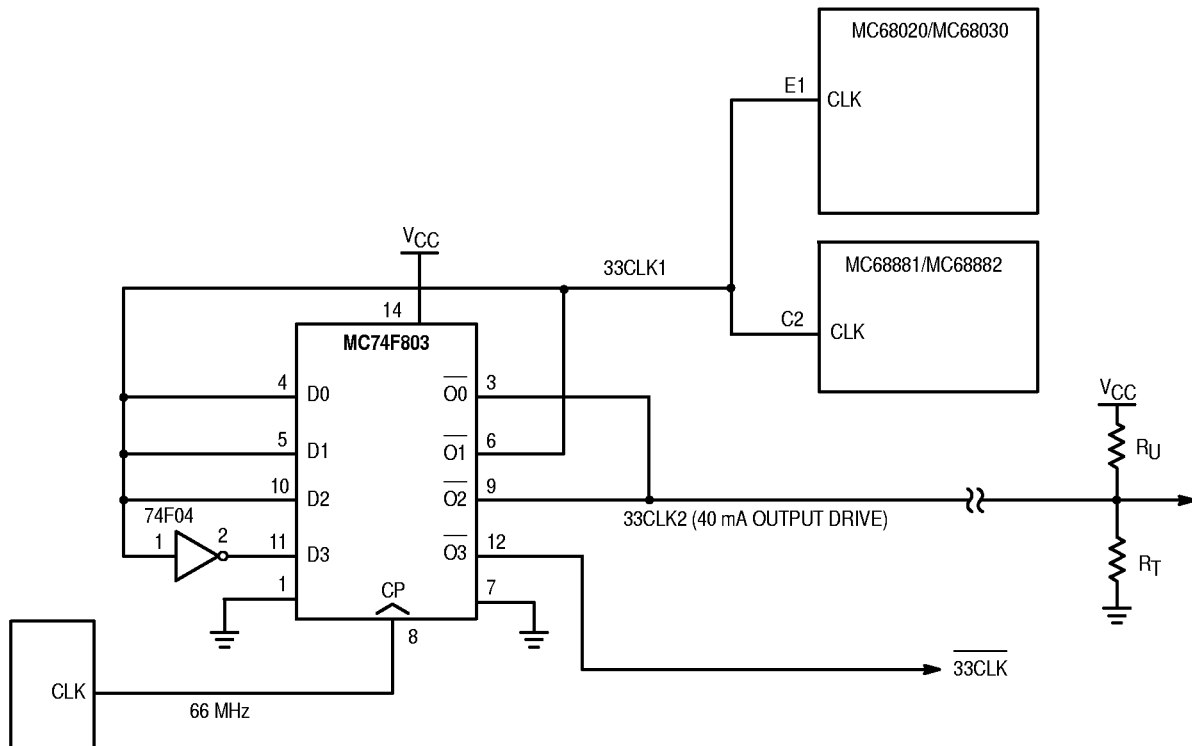 MC68020/MC68030
E1
CLK
VCC
33CLK1
MC68881/MC68882
C2
CLK
14
MC74F803
4
D0
O0
3
5
D1
O1
6
10
D2
O2
9
74F04
1
2
11
D3
O3
12
33CLK2 (40 mA OUTPUT DRIVE)
VCC
RU
RT
1
CP
7
8
33CLK
CLK
66 MHz